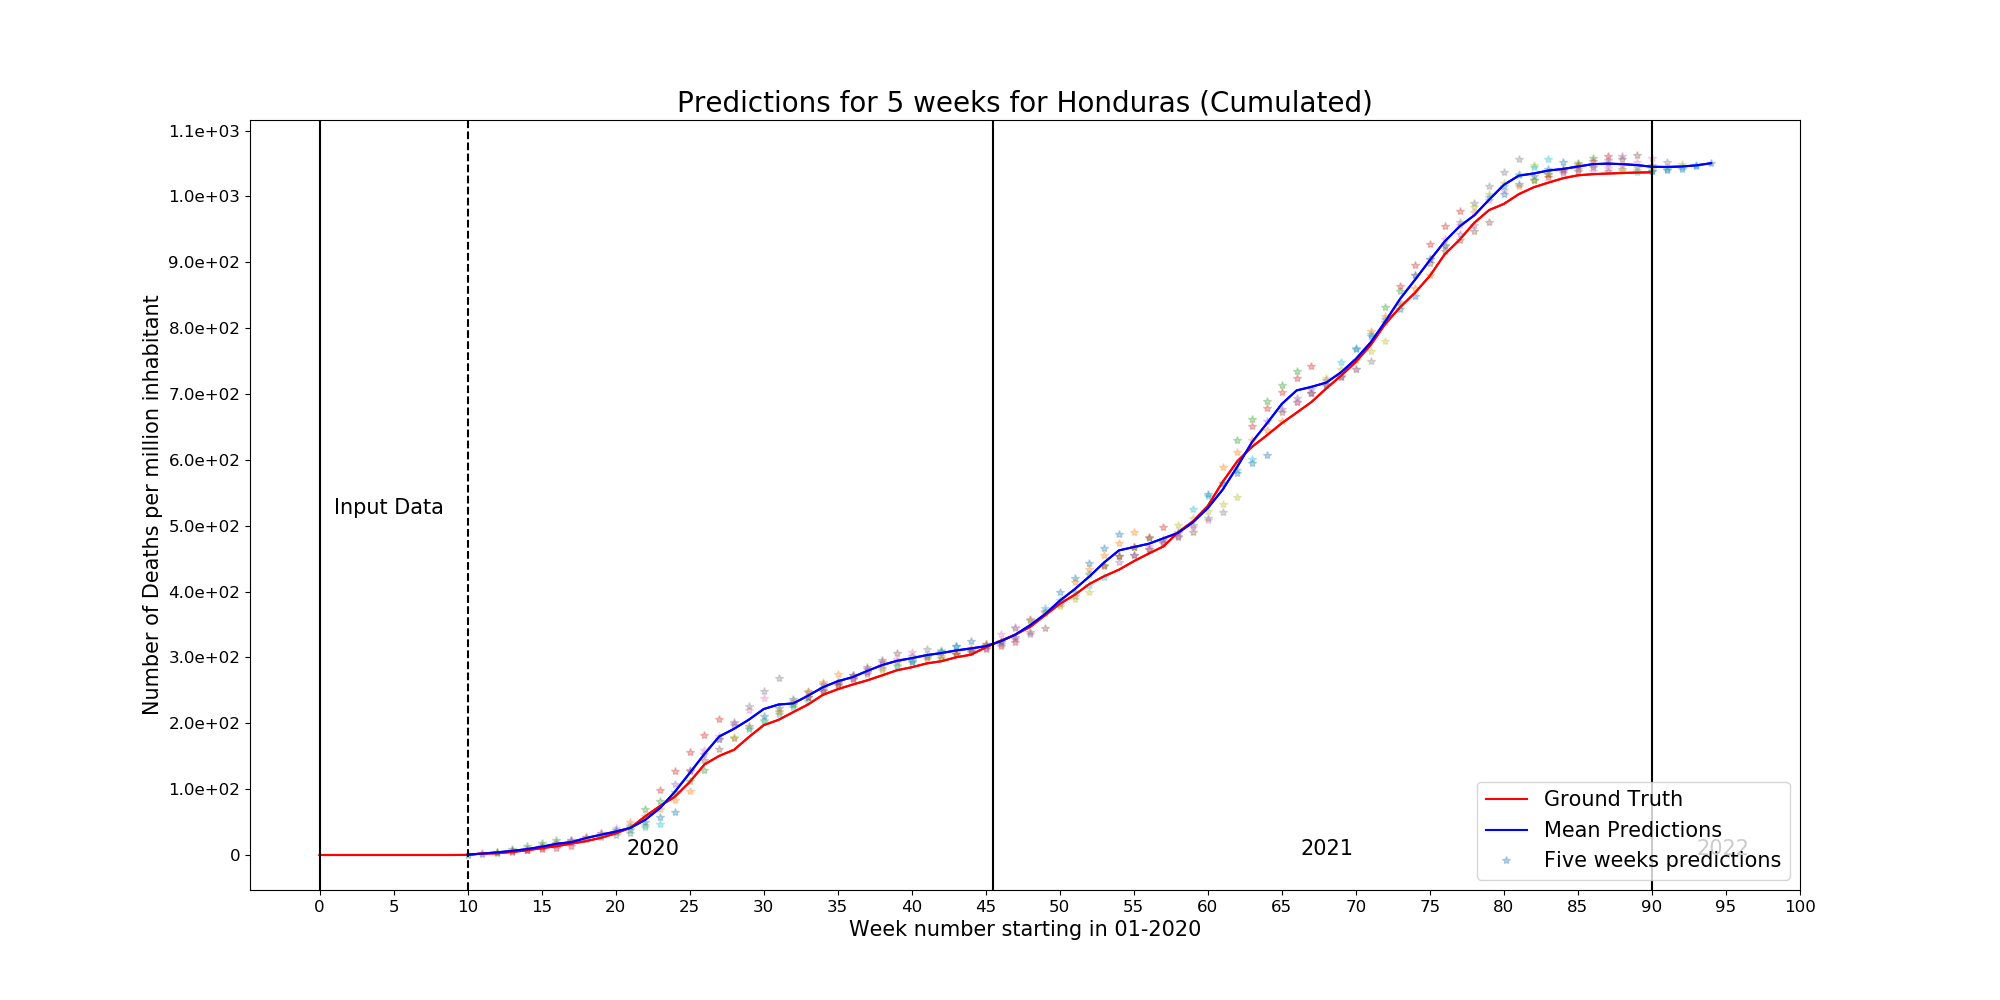 Predictions for 5 weeks for Honduras (Cumulated)
1.1e+03
1.0e+03
9.0e+02
8.0e+02
7.0e+02
6.0e+02
5.0e+02
4.0e+02
3.0e+02
2.0e+02
1.0e+02
0
Number of Deaths per million inhabitant
Input Data
2020
2021
2022
Ground Truth
Mean Predictions
Five weeks predictions
0 5 10 15 20 25 30 35 40 45 50 55 60 65 70 75 80 85 90 95 100
Week number starting in 01-2020